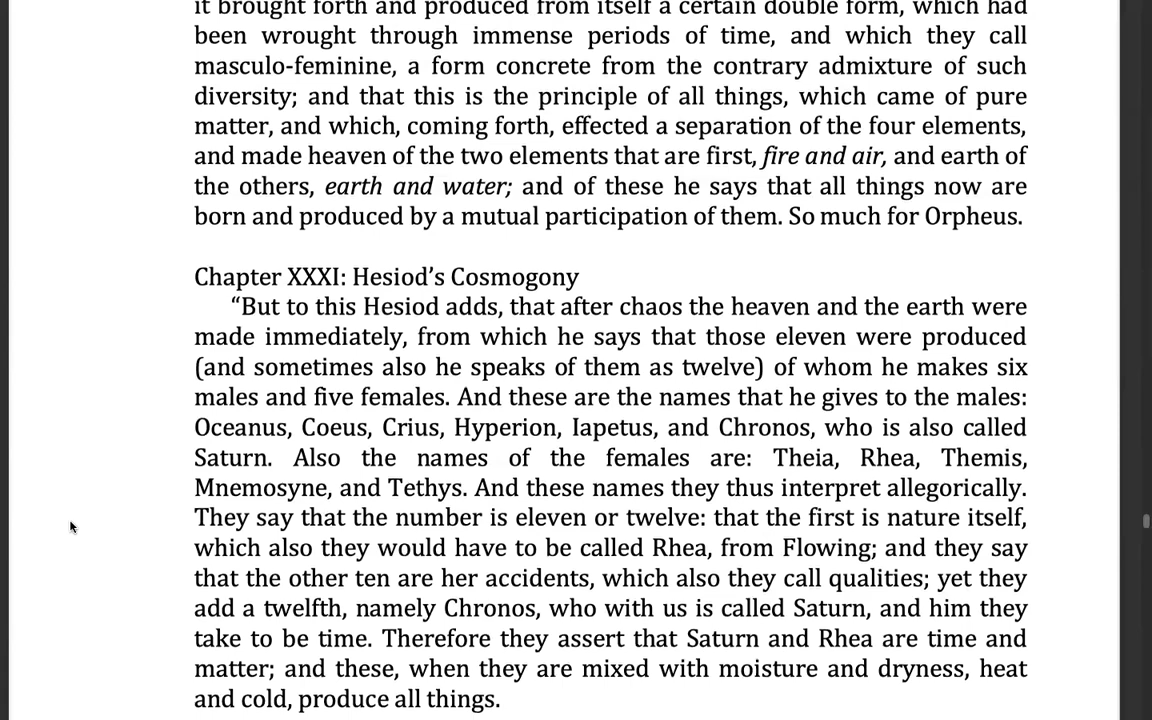 it brought forth and produced from itself a certain double form, which had
been wrought through immense periods of time, and which they call
masculo-feminine, a form concrete from the contrary admixture of such
diversity; and that this is the principle of all things, which came of pure
matter, and which, coming forth, effected a separation of the four elements,
and made heaven of the two elements that are first, fire and air, and earth of
the others, earth and water; and of these he says that all things now are
born and produced by a mutual participation of them. So much for Orpheus.
Chapter XXXI: Hesiod’s Cosmogony
“But to this Hesiod adds, that after chaos the heaven and the earth were
made immediately, from which he says that those eleven were produced
(and sometimes also he speaks of them as twelve) of whom he makes six
males and five females. And these are the names that he gives to the males:
Oceanus, Coeus, Crius, Hyperion, Iapetus, and Chronos, who is also called
Saturn. Also the names of the females are: Theia, Rhea, Themis,
Mnemosyne, and Tethys. And these names they thus interpret allegorically.
They say that the number is eleven or twelve: that the first is nature itself,
which also they would have to be called Rhea, from Flowing; and they say
that the other ten are her accidents, which also they call qualities; yet they
add a twelfth, namely Chronos, who with us is called Saturn, and him they
take to be time. Therefore they assert that Saturn and Rhea are time and
matter; and these, when they are mixed with moisture and dryness, heat
and cold, produce all things.